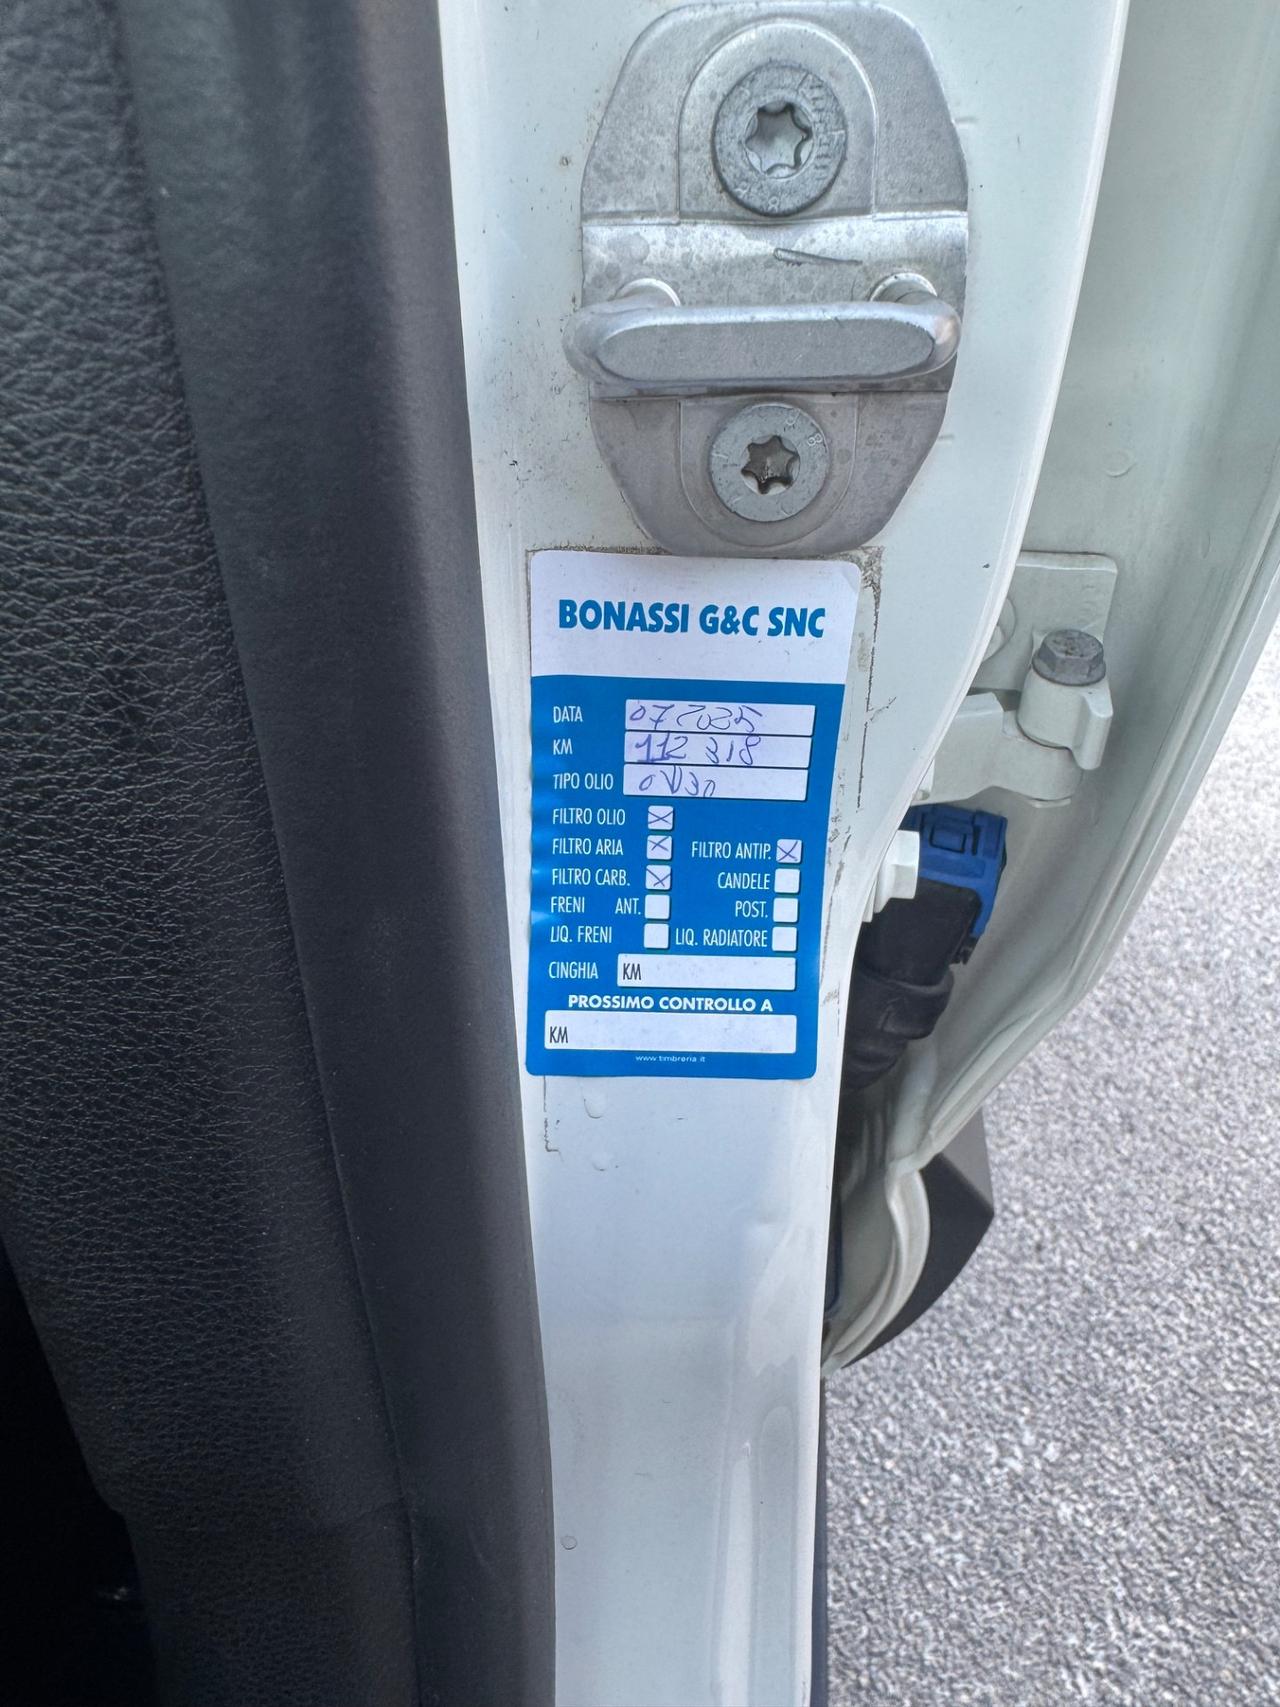 BONASSI G&C SNC
DATA 07 2025
KM 112 318
TIPO OLIO 0W30
FILTRO OLIO
FILTRO ARIA FILTRO ANTIP.
FILTRO CARB. CANDELE
FRENI ANT. POST.
LIQ. FRENI LIQ. RADIATORE
CINGHIA KM
PROSSIMO CONTROLLO A
KM
www.timbreria.it